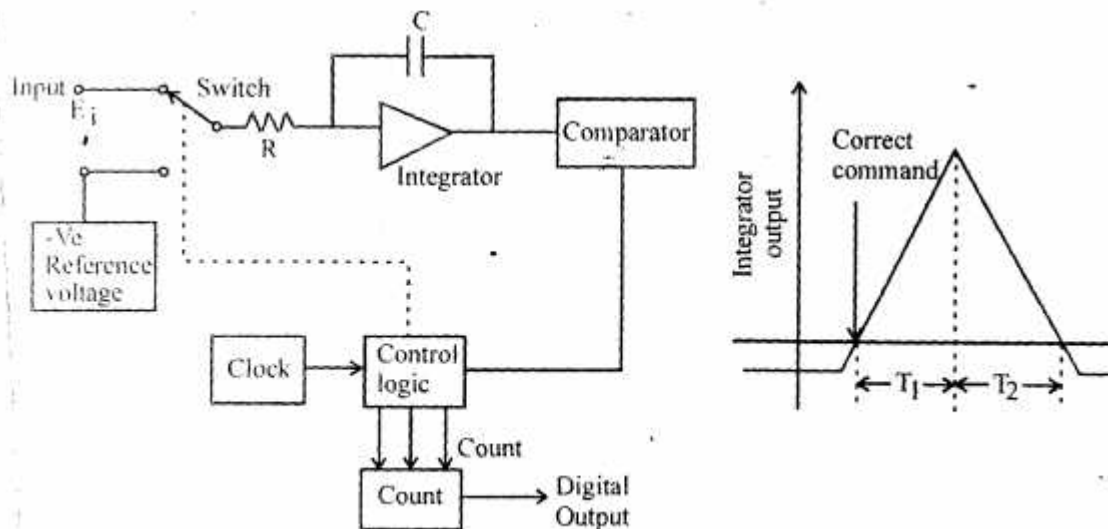 C
Input
E i
Switch
R
Integrator
Comparator
-Ve
Reference
voltage
Clock
Control
logic
Count
Count
Digital
Output
Correct
command
Integrator
output
T1
T2